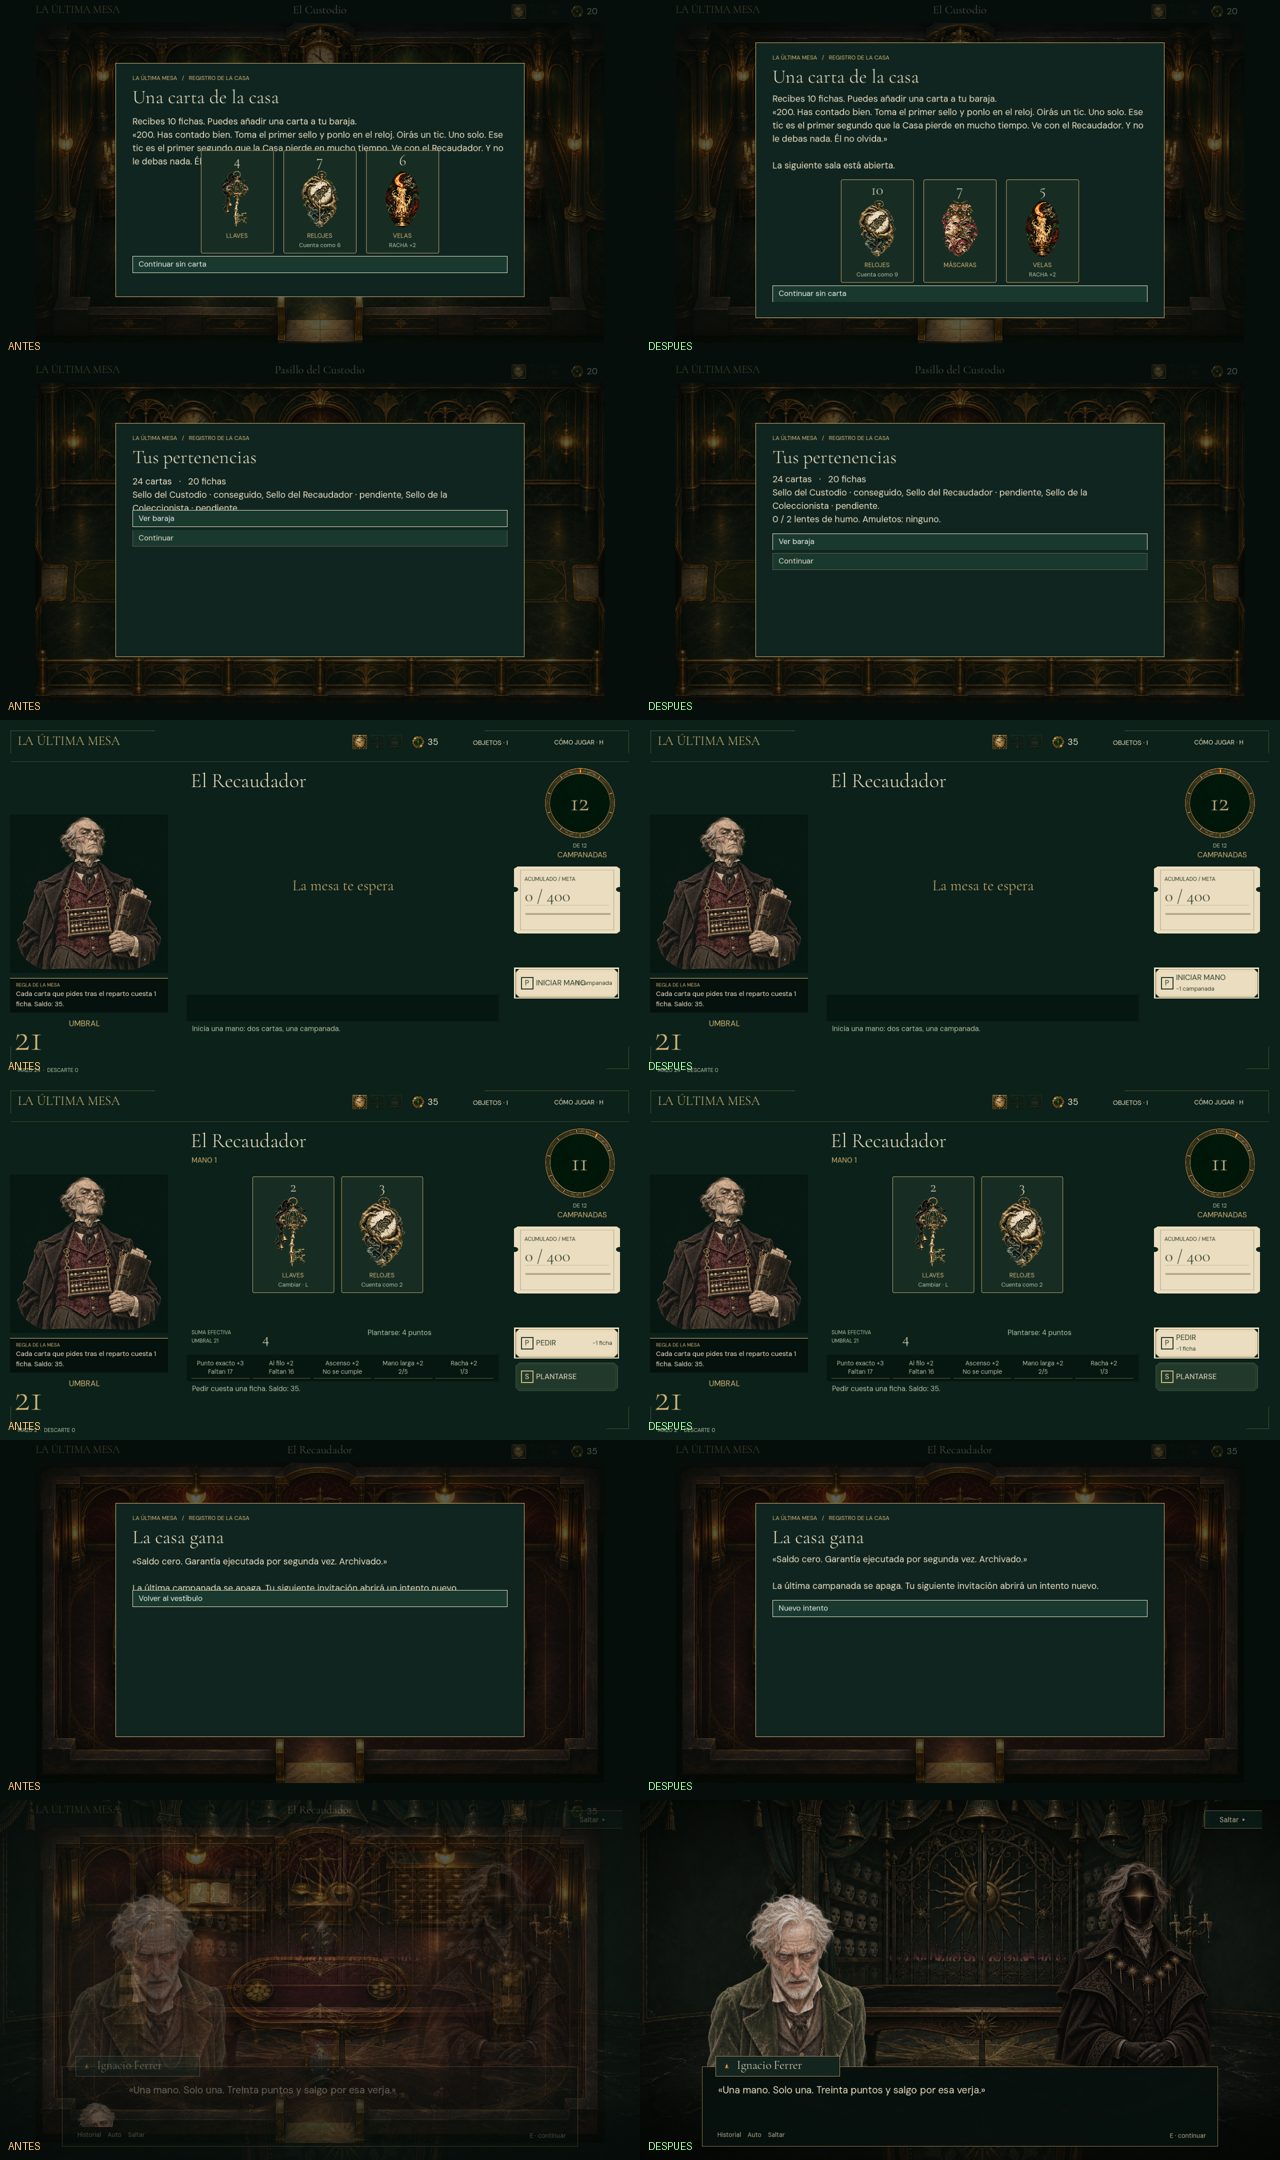 LA ÚLTIMA MESA
El Custodio
20
LA ÚLTIMA MESA / REGISTRO DE LA CASA
Una carta de la casa
Recibes 10 fichas. Puedes añadir una carta a tu baraja.
«200. Has contado bien. Toma el primer sello y ponlo en el reloj. Oirás un tic. Uno solo. Ese
tic es el primer segundo que la Casa pierde en mucho tiempo. Ve con el Recaudador. Y no
le debas nada. Él
4
7
6
LLAVES
RELOJES
VELAS
Cuenta como 6
RACHA ×2
Continuar sin carta
ANTES
LA ÚLTIMA MESA
El Custodio
20
LA ÚLTIMA MESA / REGISTRO DE LA CASA
Una carta de la casa
Recibes 10 fichas. Puedes añadir una carta a tu baraja.
«200. Has contado bien. Toma el primer sello y ponlo en el reloj. Oirás un tic. Uno solo. Ese
tic es el primer segundo que la Casa pierde en mucho tiempo. Ve con el Recaudador. Y no
le debas nada. Él no olvida.»
La siguiente sala está abierta.
10
7
5
RELOJES
MÁSCARAS
VELAS
Cuenta como 9
RACHA ×2
Continuar sin carta
DESPUES
LA ÚLTIMA MESA
Pasillo del Custodio
20
LA ÚLTIMA MESA / REGISTRO DE LA CASA
Tus pertenencias
24 cartas · 20 fichas
Sello del Custodio · conseguido, Sello del Recaudador · pendiente, Sello de la
Coleccionista · pendiente
Ver baraja
Continuar
ANTES
LA ÚLTIMA MESA
Pasillo del Custodio
20
LA ÚLTIMA MESA / REGISTRO DE LA CASA
Tus pertenencias
24 cartas · 20 fichas
Sello del Custodio · conseguido, Sello del Recaudador · pendiente, Sello de la
Coleccionista · pendiente.
0 / 2 lentes de humo. Amuletos: ninguno.
Ver baraja
Continuar
DESPUES
LA ÚLTIMA MESA
35
OBJETOS · I
CÓMO JUGAR · H
El Recaudador
12
DE 12
CAMPANADAS
ACUMULADO / META
0 / 400
La mesa te espera
P INICIAR MANO
campanada
REGLA DE LA MESA
Cada carta que pides tras el reparto cuesta 1
ficha. Saldo: 35.
UMBRAL
21
Inicia una mano: dos cartas, una campanada.
ANTES
· DESCARTE 0
LA ÚLTIMA MESA
35
OBJETOS · I
CÓMO JUGAR · H
El Recaudador
12
DE 12
CAMPANADAS
ACUMULADO / META
0 / 400
La mesa te espera
P INICIAR MANO
-1 campanada
REGLA DE LA MESA
Cada carta que pides tras el reparto cuesta 1
ficha. Saldo: 35.
UMBRAL
21
Inicia una mano: dos cartas, una campanada.
DESPUES
· DESCARTE 0
LA ÚLTIMA MESA
35
OBJETOS · I
CÓMO JUGAR · H
El Recaudador
MANO 1
11
DE 12
CAMPANADAS
2
3
LLAVES
RELOJES
Cambiar · L
Cuenta como 2
ACUMULADO / META
0 / 400
SUMA EFECTIVA
UMBRAL 21
4
Plantarse: 4 puntos
P PEDIR
-1 ficha
S PLANTARSE
REGLA DE LA MESA
Cada carta que pides tras el reparto cuesta 1
ficha. Saldo: 35.
Punto exacto +3
Al filo +2
Ascenso +2
Mano larga +2
Racha +2
Faltan 17
Faltan 16
No se cumple
2/5
1/3
UMBRAL
21
Pedir cuesta una ficha. Saldo: 35.
ANTES
· DESCARTE 0
LA ÚLTIMA MESA
35
OBJETOS · I
CÓMO JUGAR · H
El Recaudador
MANO 1
11
DE 12
CAMPANADAS
2
3
LLAVES
RELOJES
Cambiar · L
Cuenta como 2
ACUMULADO / META
0 / 400
SUMA EFECTIVA
UMBRAL 21
4
Plantarse: 4 puntos
P PEDIR
-1 ficha
S PLANTARSE
REGLA DE LA MESA
Cada carta que pides tras el reparto cuesta 1
ficha. Saldo: 35.
Punto exacto +3
Al filo +2
Ascenso +2
Mano larga +2
Racha +2
Faltan 17
Faltan 16
No se cumple
2/5
1/3
UMBRAL
21
Pedir cuesta una ficha. Saldo: 35.
DESPUES
· DESCARTE 0
LA ÚLTIMA MESA
El Recaudador
35
LA ÚLTIMA MESA / REGISTRO DE LA CASA
La casa gana
«Saldo cero. Garantía ejecutada por segunda vez. Archivado.»
La última campanada se apaga. Tu siguiente invitación abrirá un intento nuevo
Volver al vestíbulo
ANTES
LA ÚLTIMA MESA
El Recaudador
35
LA ÚLTIMA MESA / REGISTRO DE LA CASA
La casa gana
«Saldo cero. Garantía ejecutada por segunda vez. Archivado.»
La última campanada se apaga. Tu siguiente invitación abrirá un intento nuevo.
Nuevo intento
DESPUES
LA ÚLTIMA MESA
El Recaudador
35
Saltar
Ignacio Ferrer
«Una mano. Solo una. Treinta puntos y salgo por esa verja.»
Historial Auto Saltar
E · continuar
ANTES
Saltar
Ignacio Ferrer
«Una mano. Solo una. Treinta puntos y salgo por esa verja.»
Historial Auto Saltar
E · continuar
DESPUES